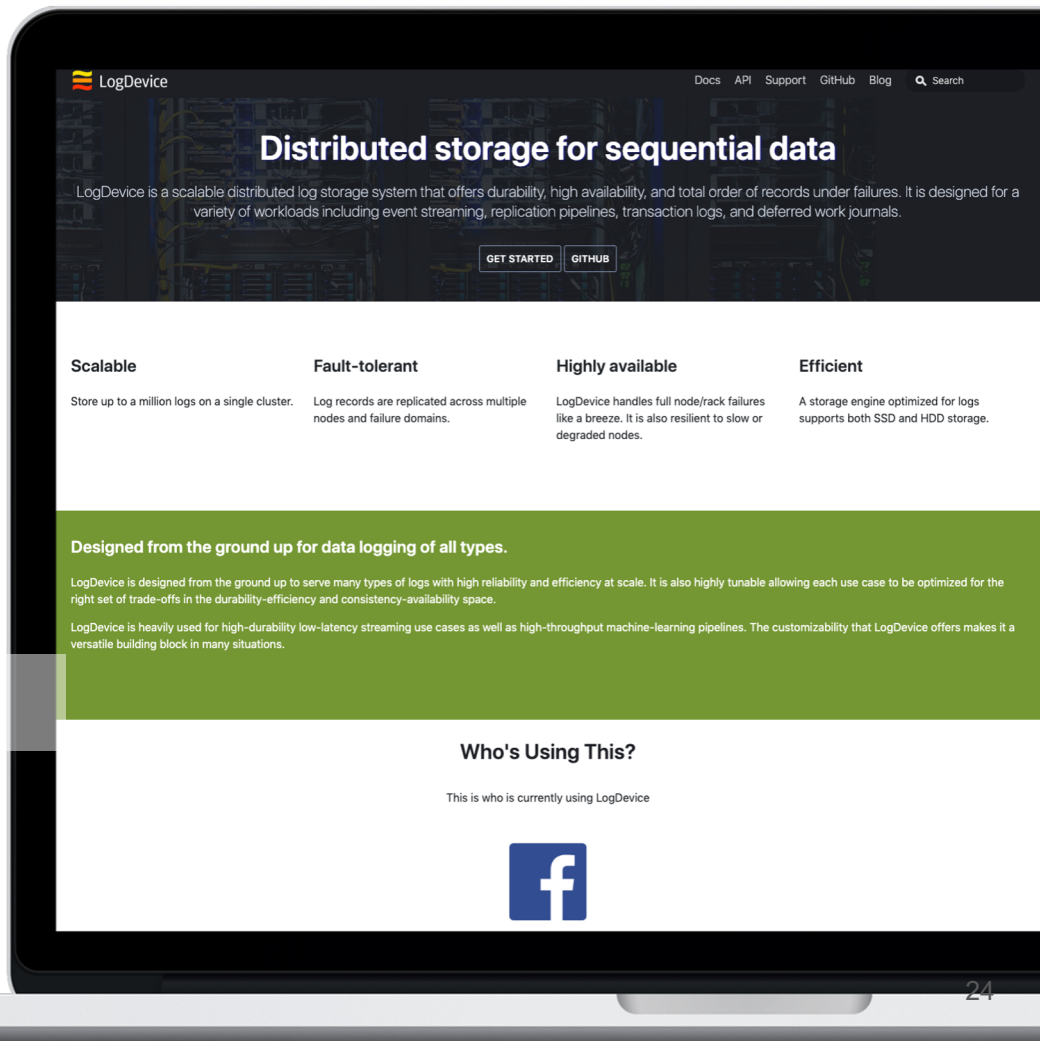 LogDevice
Docs API Support GitHub Blog Search
Distributed storage for sequential data
LogDevice is a scalable distributed log storage system that offers durability, high availability, and total order of records under failures. It is designed for a
variety of workloads including event streaming, replication pipelines, transaction logs, and deferred work journals.
GET STARTED GITHUB
Scalable
Store up to a million logs on a single cluster.
Fault-tolerant
Log records are replicated across multiple
nodes and failure domains.
Highly available
LogDevice handles full node/rack failures
like a breeze. It is also resilient to slow or
degraded nodes.
Efficient
A storage engine optimized for logs
supports both SSD and HDD storage.
Designed from the ground up for data logging of all types.
LogDevice is designed from the ground up to serve many types of logs with high reliability and efficiency at scale. It is also highly tunable allowing each use case to be optimized for the
right set of trade-offs in the durability-efficiency and consistency-availability space.
LogDevice is heavily used for high-durability low-latency streaming use cases as well as high-throughput machine-learning pipelines. The customizability that LogDevice offers makes it a
versatile building block in many situations.
Who's Using This?
This is who is currently using LogDevice
f
24